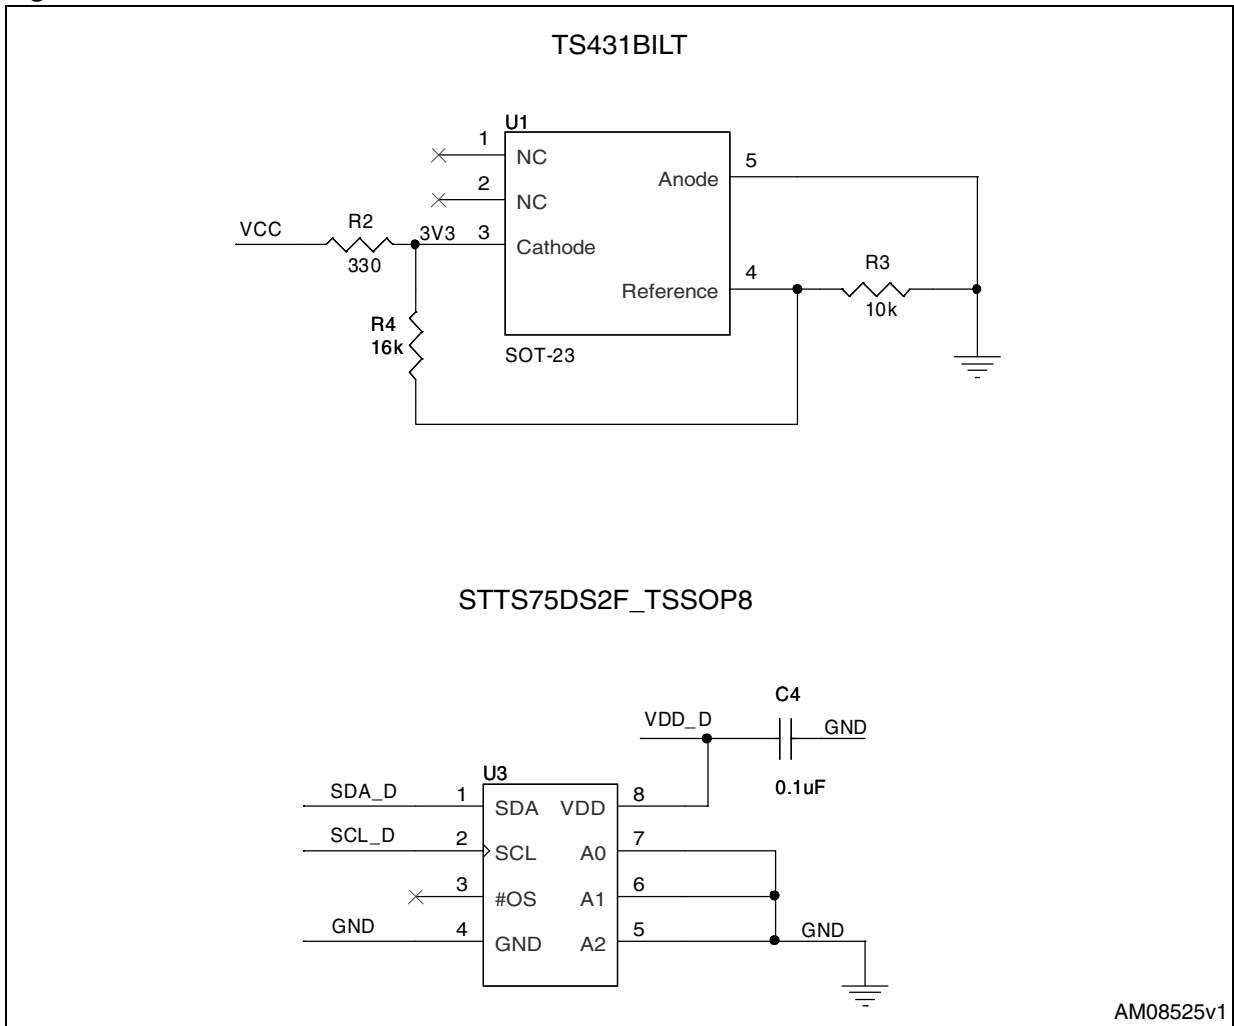 TS431BILT
U1
1
NC
5
Anode
2
NC
VCC
R2
330
3V3
3
Cathode
4
Reference
R3
10k
R4
16k
SOT-23
STTS75DS2F_TSSOP8
C4
VDD_D
GND
0.1uF
U3
SDA_D
1
SDA
VDD
8
SCL_D
2
SCL
A0
7
3
#OS
A1
6
GND
4
GND
A2
5
GND
AM08525v1